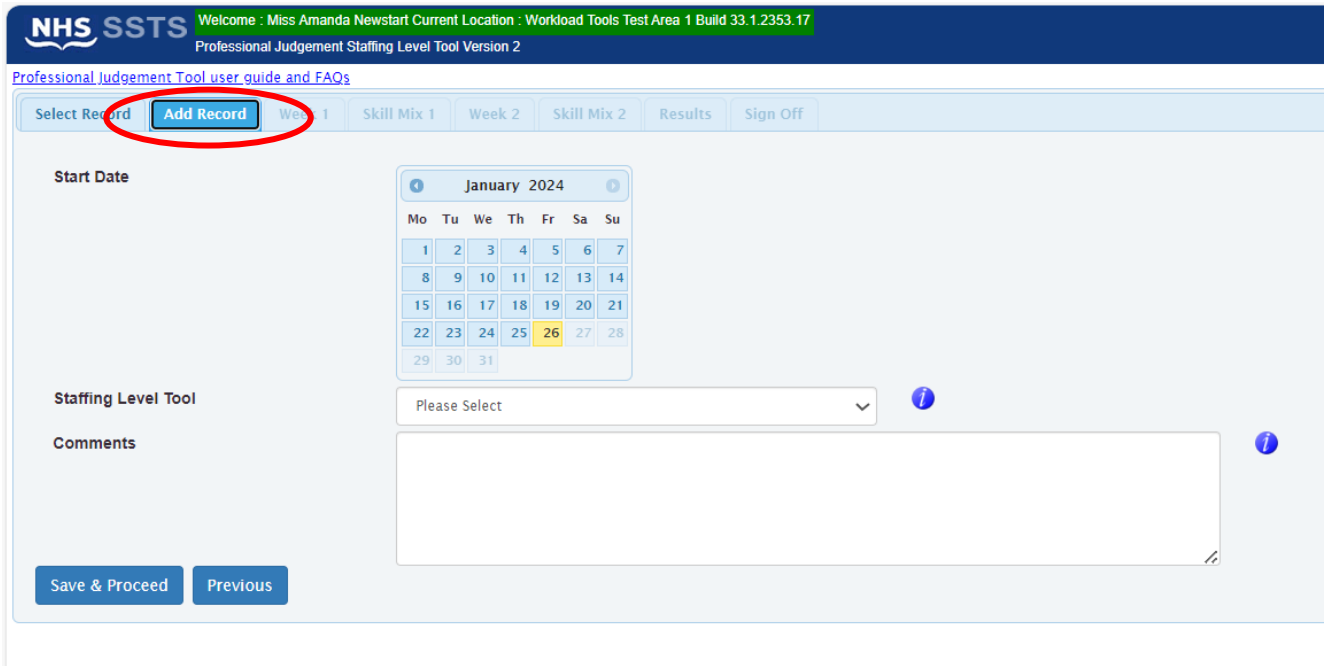 NHS SSTS
Welcome : Miss Amanda Newstart Current Location : Workload Tools Test Area 1 Build 33.1.2353.17
Professional Judgement Staffing Level Tool Version 2
Professional Judgement Tool user guide and FAQs
Select Record Add Record Week 1 Skill Mix 1 Week 2 Skill Mix 2 Results Sign Off
Start Date
January 2024
Mo Tu We Th Fr Sa Su
1 2 3 4 5 6 7
8 9 10 11 12 13 14
15 16 17 18 19 20 21
22 23 24 25 26 27 28
29 30 31
Staffing Level Tool
Please Select
i
Comments
i
Save & Proceed Previous